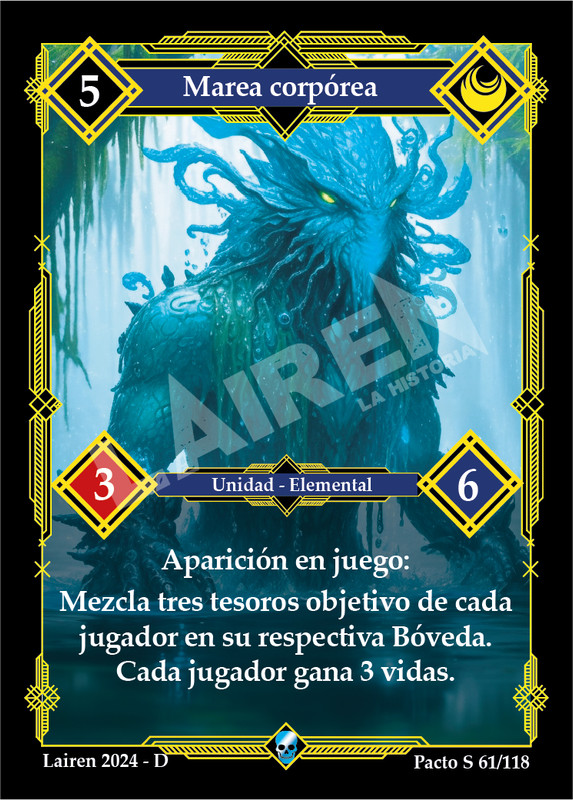 5
Marea corpórea
LAIREN
LA HISTORIA
3
Unidad - Elemental
6
Aparición en juego:
Mezcla tres tesoros objetivo de cada
jugador en su respectiva Bóveda.
Cada jugador gana 3 vidas.
Lairen 2024 - D
Pacto S 61/118